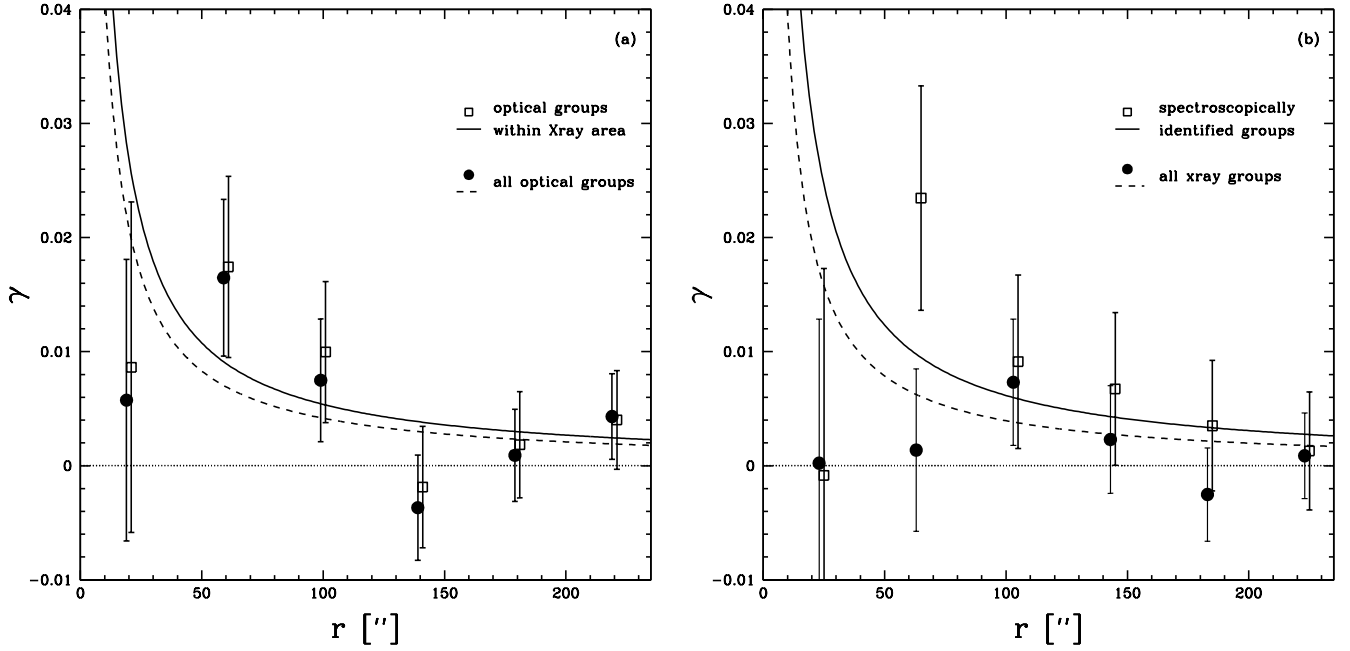 0.04
0.03
0.02
0.01
0
−0.01
0
50
100
150
200
γ
r ["]
(a)
optical groups
within Xray area
all optical groups
0.04
0.03
0.02
0.01
0
−0.01
0
50
100
150
200
γ
r ["]
(b)
spectroscopically
identified groups
all xray groups